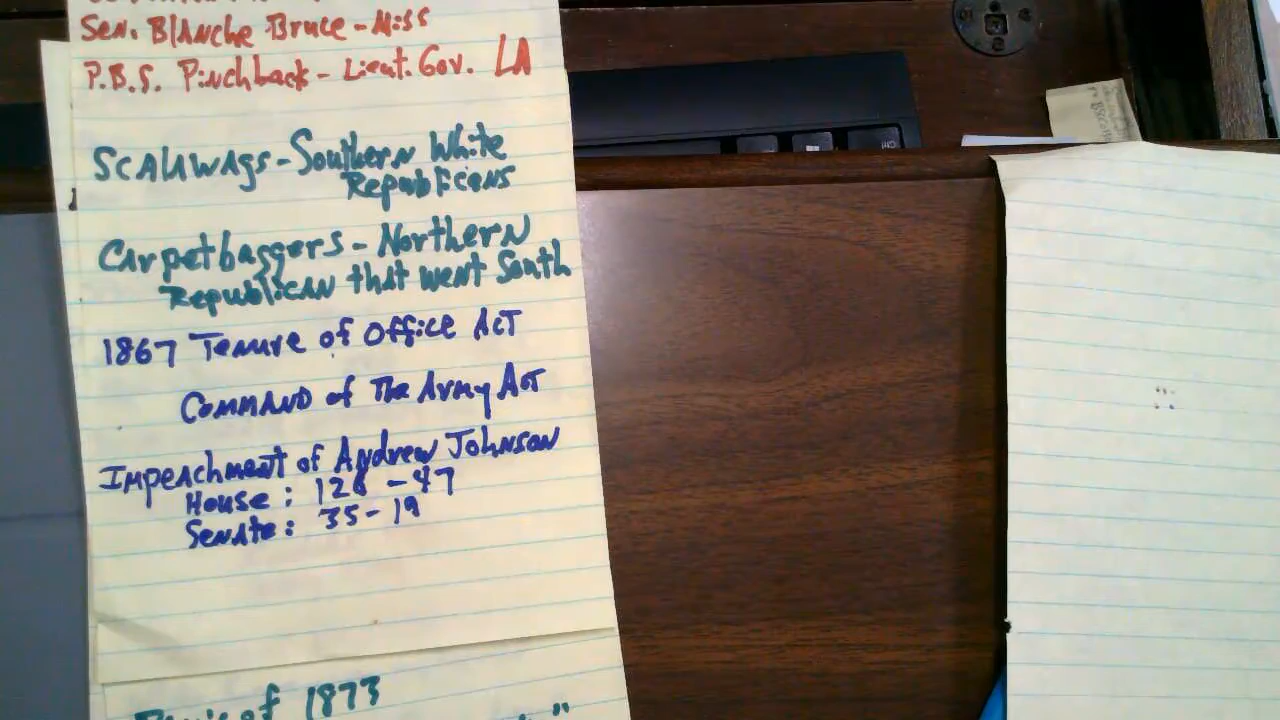 Sen. Blanche Bruce - Miss
P.B.S. Pinchback - Lieut. Gov. LA
Scalawags - Southern White
Republicans
Carpetbaggers - Northern
Republican that went South
1867 Tenure of Office Act
Command of The Army Act
Impeachment of Andrew Johnson
House: 128 - 47
Senate: 35 - 19
of 1873